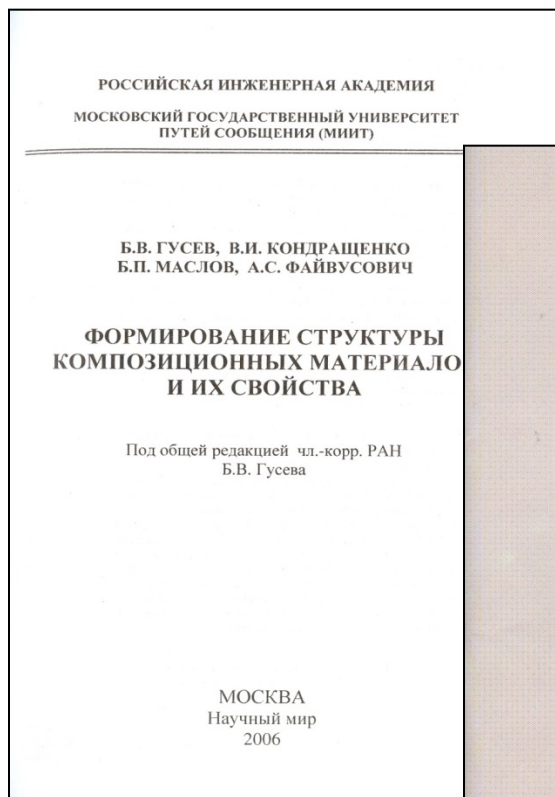 РОССИЙСКАЯ ИНЖЕНЕРНАЯ АКАДЕМИЯ
МОСКОВСКИЙ ГОСУДАРСТВЕННЫЙ УНИВЕРСИТЕТ
ПУТЕЙ СООБЩЕНИЯ (МИИТ)
Б.В. ГУСЕВ, В.И. КОНДРАЩЕНКО
Б.П. МАСЛОВ, А.С. ФАЙВУСОВИЧ
ФОРМИРОВАНИЕ СТРУКТУРЫ
КОМПОЗИЦИОННЫХ МАТЕРИАЛО
И ИХ СВОЙСТВА
Под общей редакцией чл.-корр. РАН
Б.В. Гусева
МОСКВА
Научный мир
2006